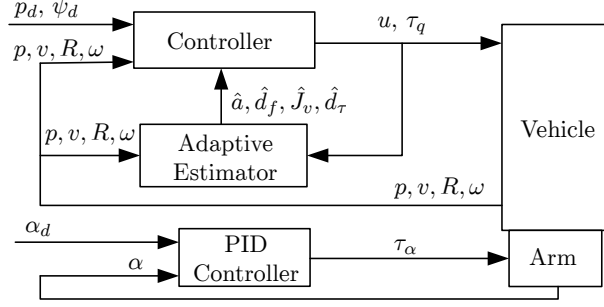 p_d, ψ_d
Controller
u, τ_q
p, v, R, ω
â, d̂_f, Ĵ_v, d̂_τ
Vehicle
p, v, R, ω
Adaptive
Estimator
p, v, R, ω
α_d
PID
Controller
τ_α
Arm
α